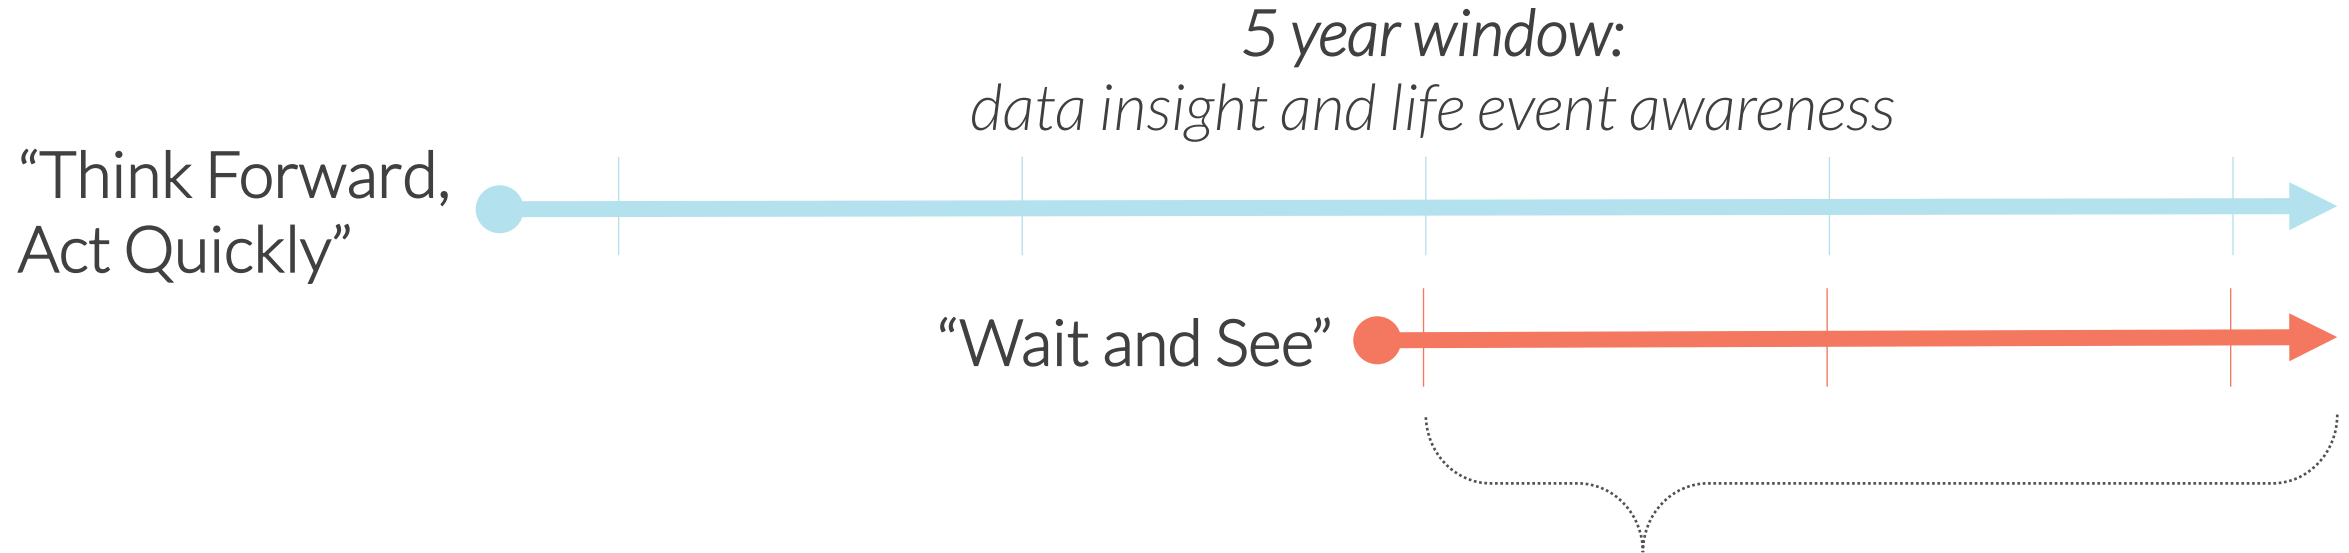 5 year window:
data insight and life event awareness
“Think Forward,
Act Quickly”
“Wait and See”